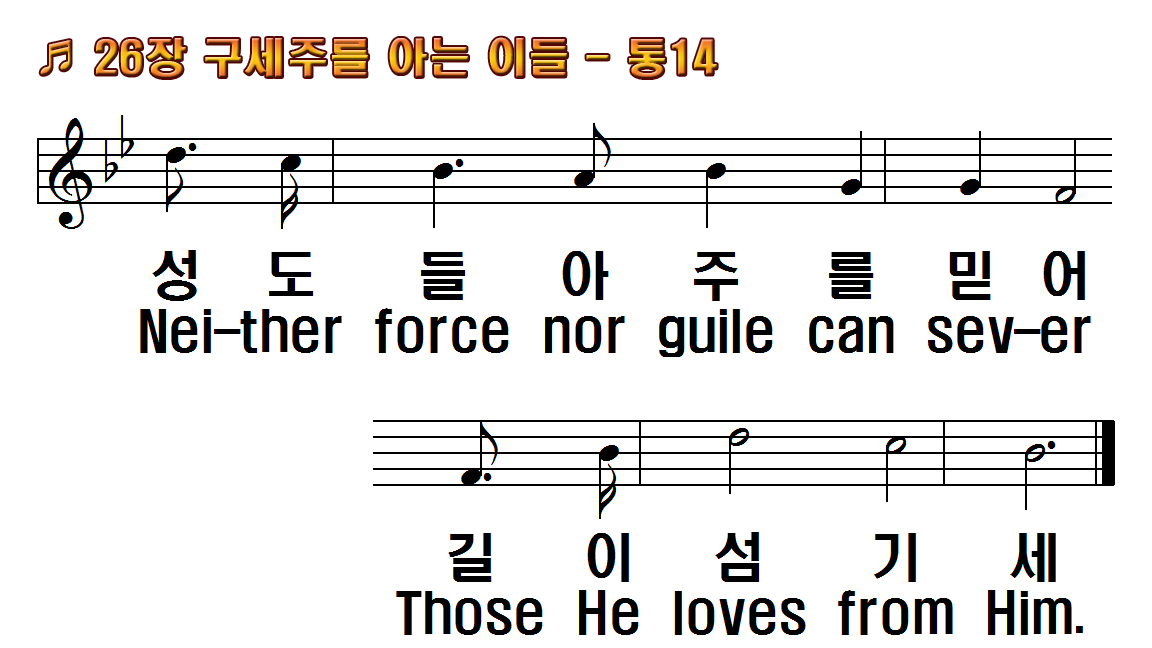 ♬ 26장 구세주를 아는 이들 - 통14
성 도 들 아 주 를 믿 어
Nei-ther force nor guile can sev-er
길 이 섬 기 세
Those He loves from Him.